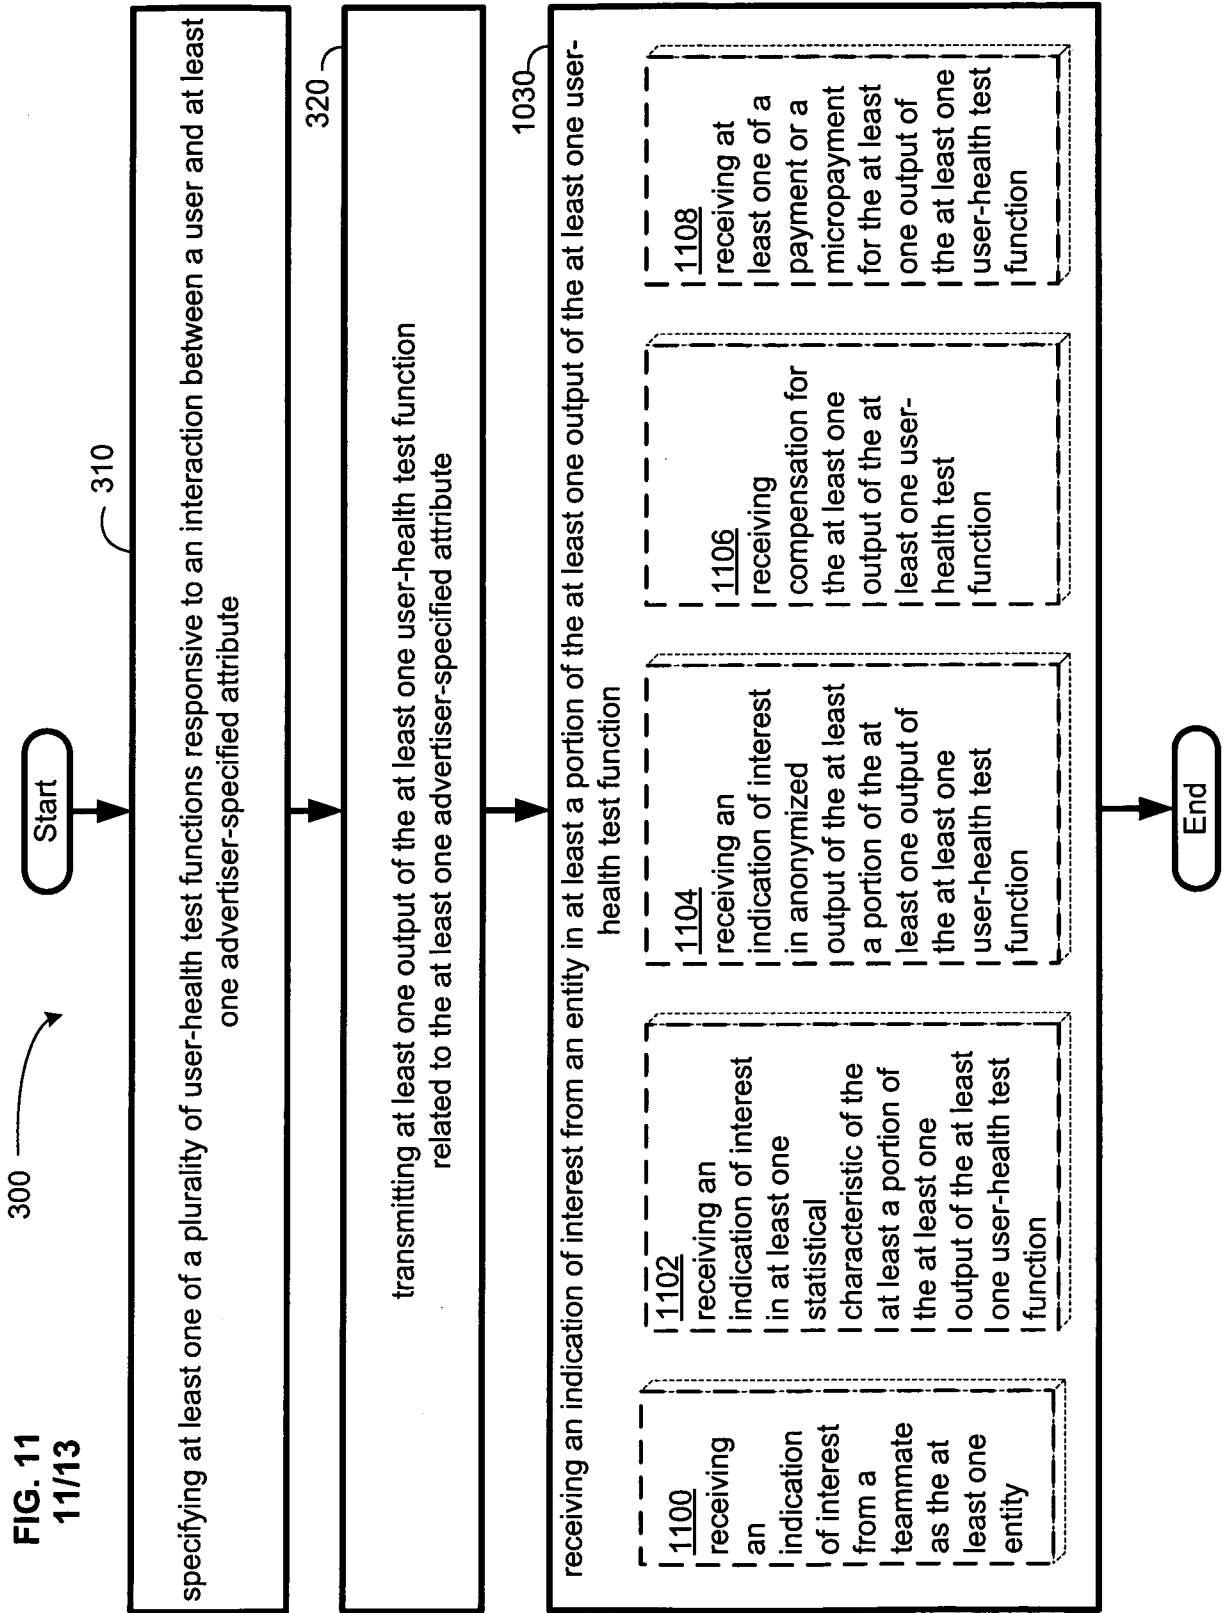 FIG. 11
11/13
300
Start
310
specifying at least one of a plurality of user-health test functions responsive to an interaction between a user and at least
one advertiser-specified attribute
320
transmitting at least one output of the at least one user-health test function
related to the at least one advertiser-specified attribute
1030
receiving an indication of interest from an entity in at least a portion of the at least one output of the at least one user-
health test function
1100
receiving
an
indication
of interest
from a
teammate
as the at
least one
entity
1102
receiving an
indication of interest
in at least one
statistical
characteristic of the
at least a portion of
the at least one
output of the at least
one user-health test
function
1104
receiving an
indication of interest
in anonymized
output of the at least
a portion of the at
least one output of
the at least one
user-health test
function
1106
receiving
compensation for
the at least one
output of the at
least one user-
health test
function
1108
receiving at
least one of a
payment or a
micropayment
for the at least
one output of
the at least one
user-health test
function
End